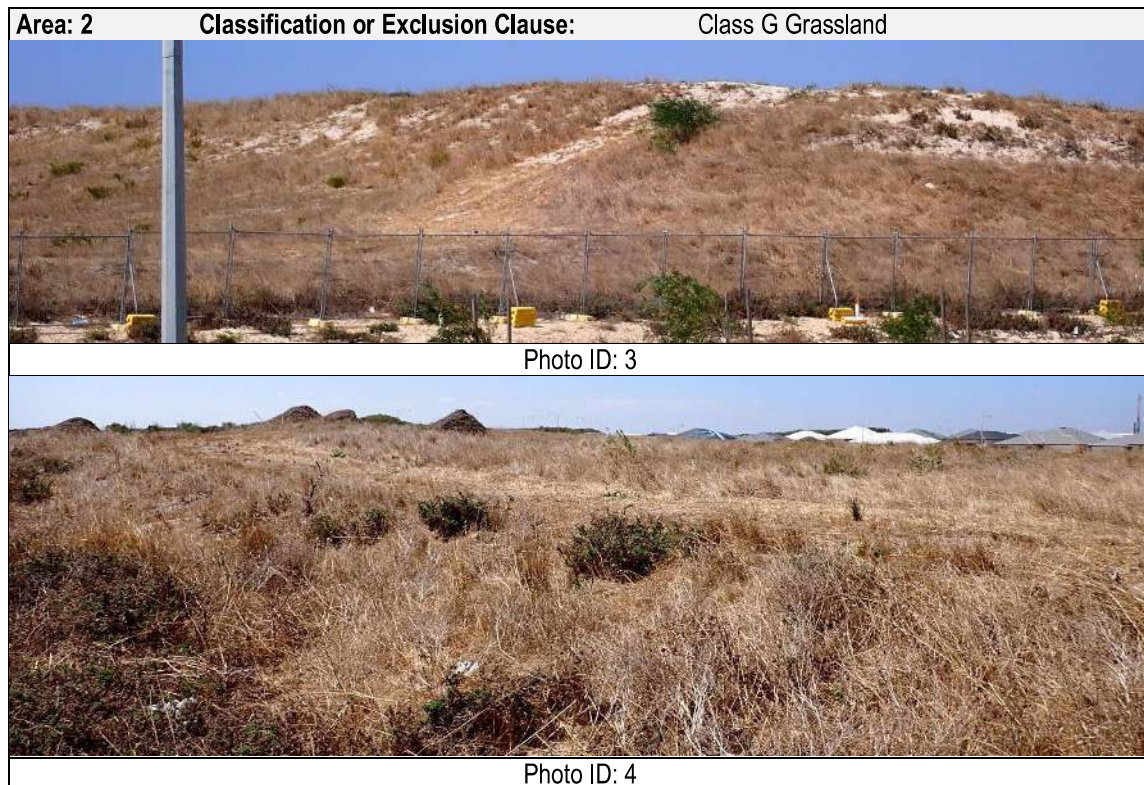 Area: 2 Classification or Exclusion Clause: Class G Grassland
Photo ID: 3
Photo ID: 4